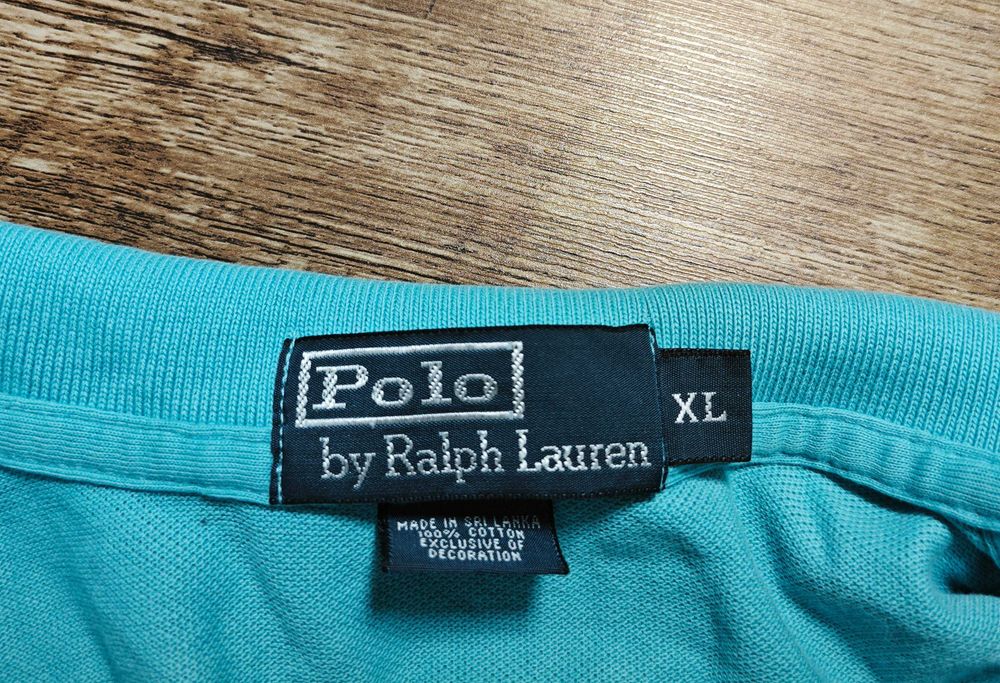 Polo
by Ralph Lauren
XL
MADE IN SRI LANKA
100% COTTON
EXCLUSIVE OF
DECORATION